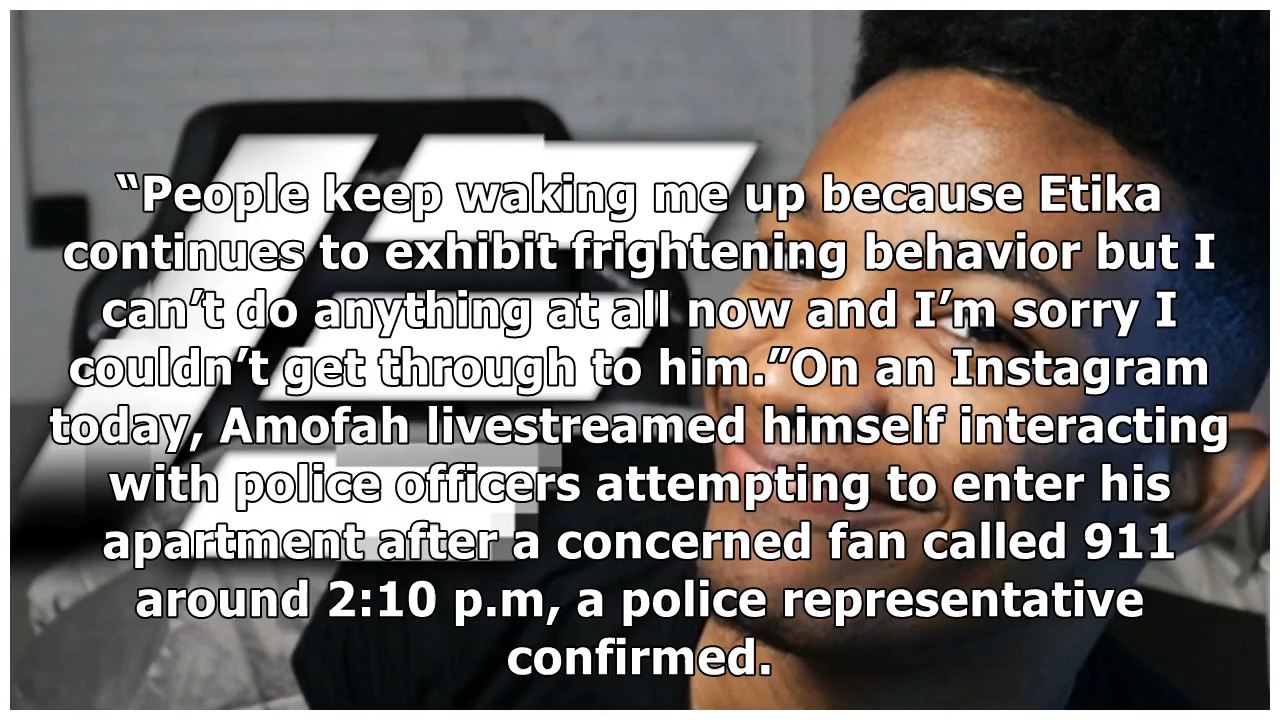 “People keep waking me up because Etika
continues to exhibit frightening behavior but I
can’t do anything at all now and I’m sorry I
couldn’t get through to him.”On an Instagram
today, Amofah livestreamed himself interacting
with police officers attempting to enter his
apartment after a concerned fan called 911
around 2:10 p.m, a police representative
confirmed.